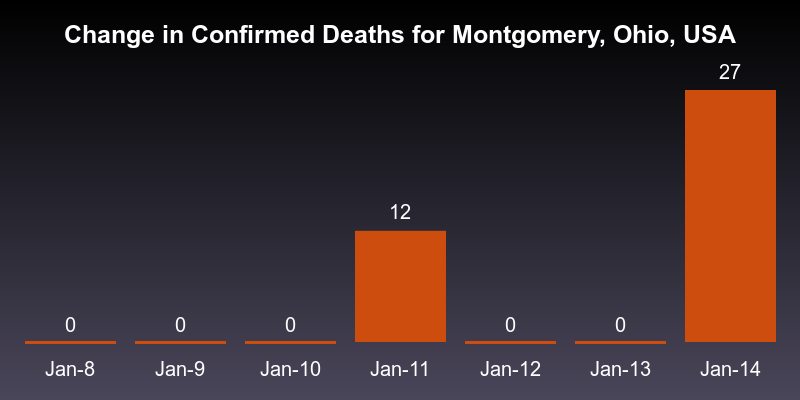 Change in Confirmed Deaths for Montgomery, Ohio, USA
27
12
0 0 0 0 0
Jan-8 Jan-9 Jan-10 Jan-11 Jan-12 Jan-13 Jan-14